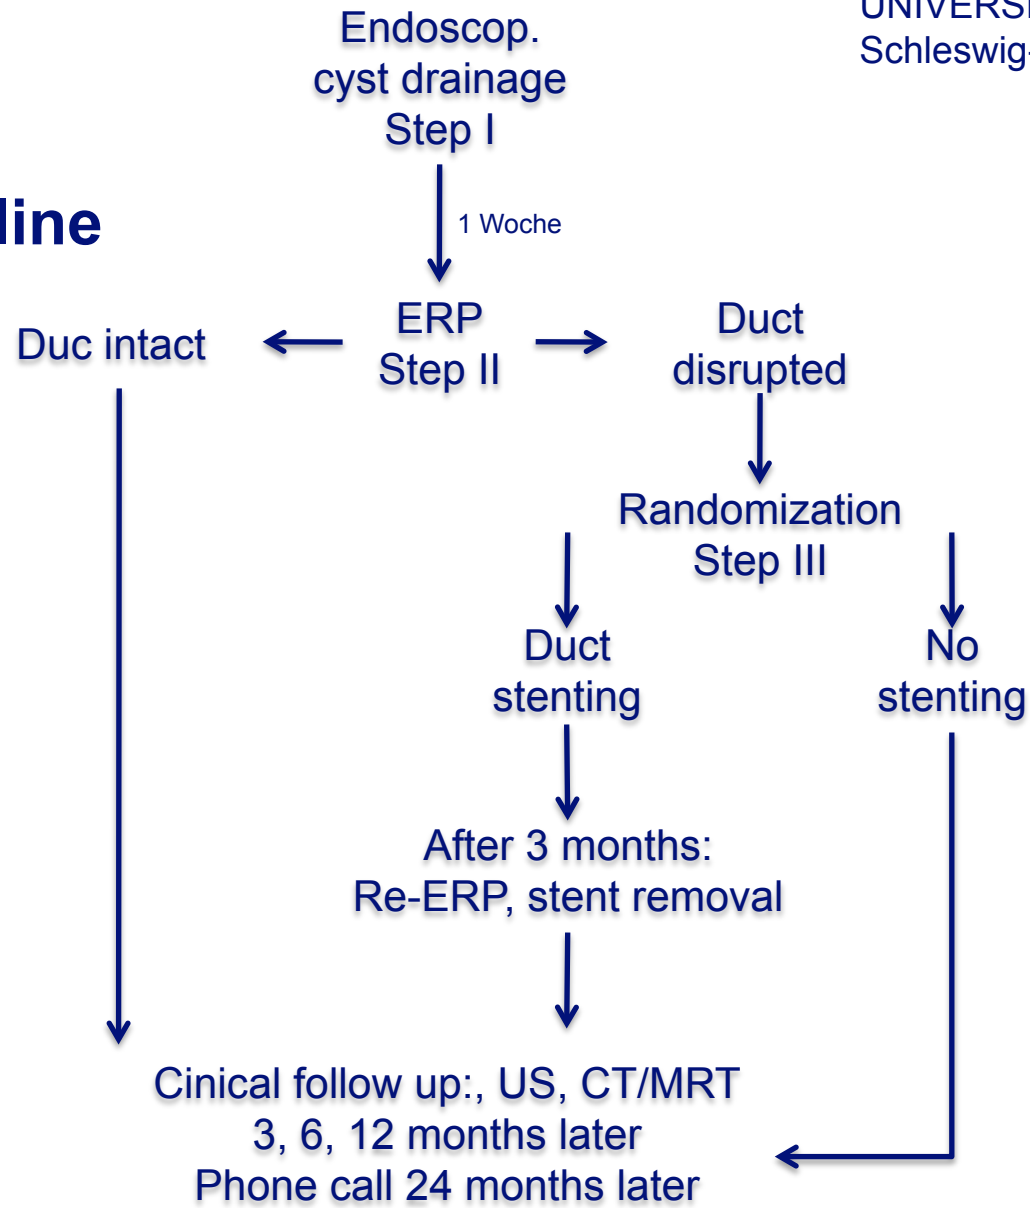 UNIVERSI
Schleswig-
Endoscop.
cyst drainage
Step I
line
1 Woche
Duc intact
ERP
Step II
Duct
disrupted
Randomization
Step III
Duct
stenting
No
stenting
After 3 months:
Re-ERP, stent removal
Cinical follow up:, US, CT/MRT
3, 6, 12 months later
Phone call 24 months later